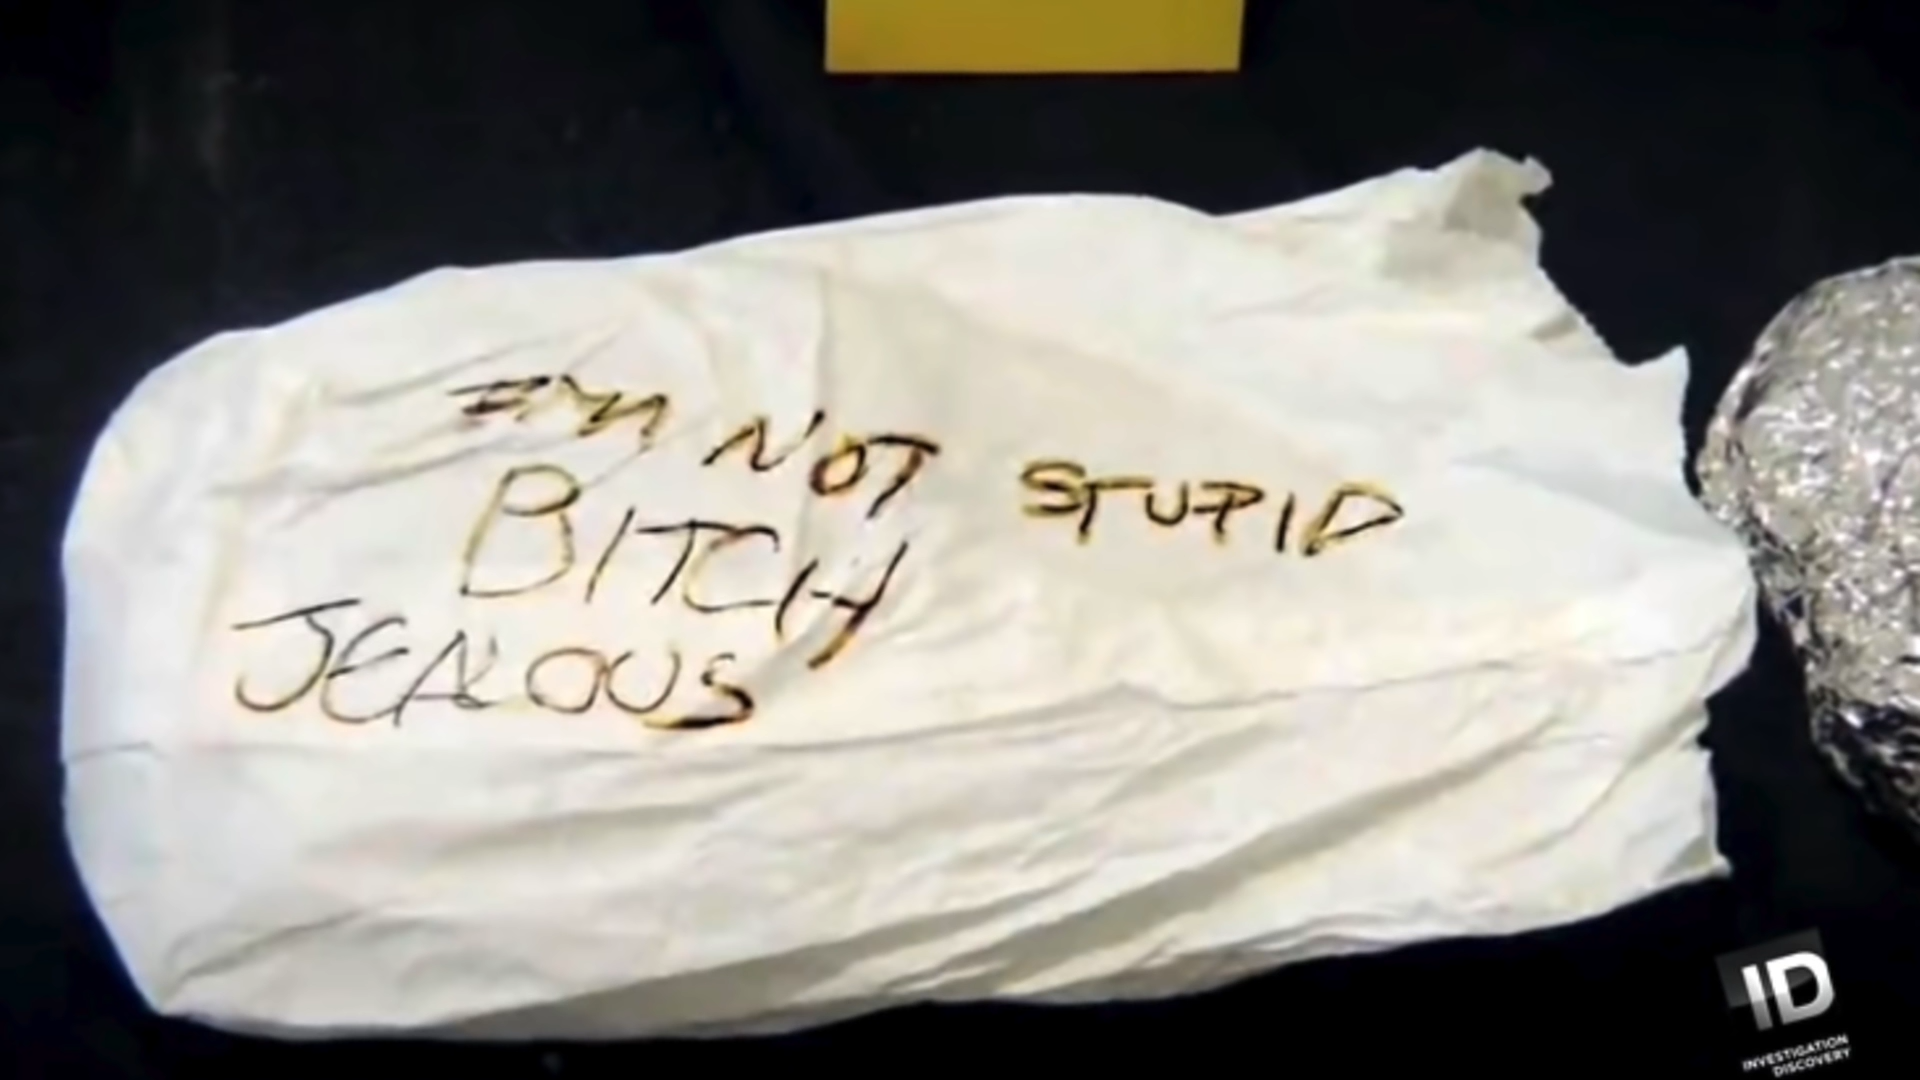 I'm NOT STUPID
BITCH
JEALOUS
ID
INVESTIGATION
DISCOVERY